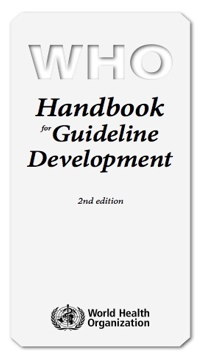 WHO
Handbook
for Guideline
Development
2nd edition
World Health
Organization